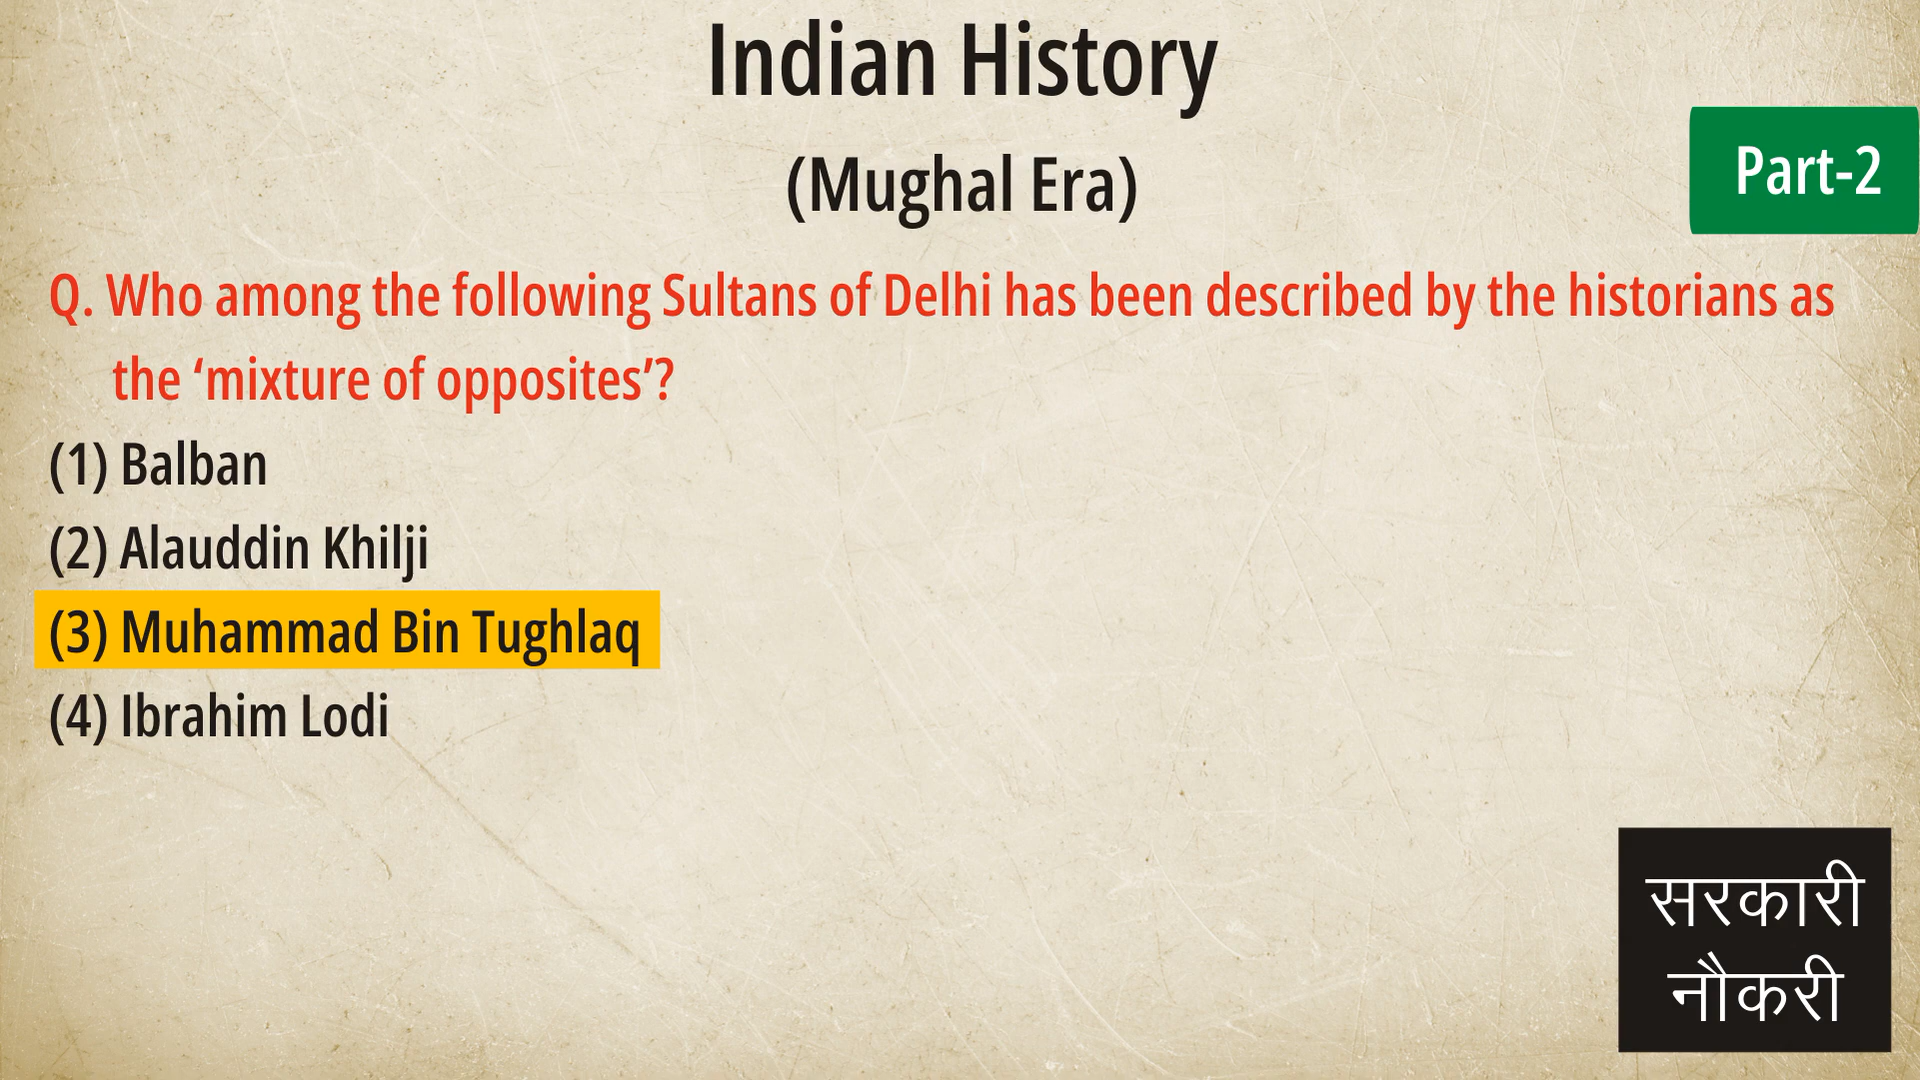 Indian History
(Mughal Era)
Part-2
Q. Who among the following Sultans of Delhi has been described by the historians as
the ‘mixture of opposites’?
(1) Balban
(2) Alauddin Khilji
(3) Muhammad Bin Tughlaq
(4) Ibrahim Lodi
सरकारी
नौकरी